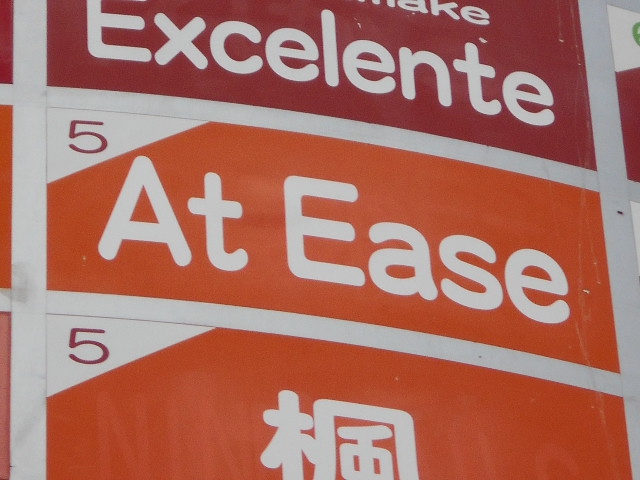 make
Excelente
5
At Ease
5
楓